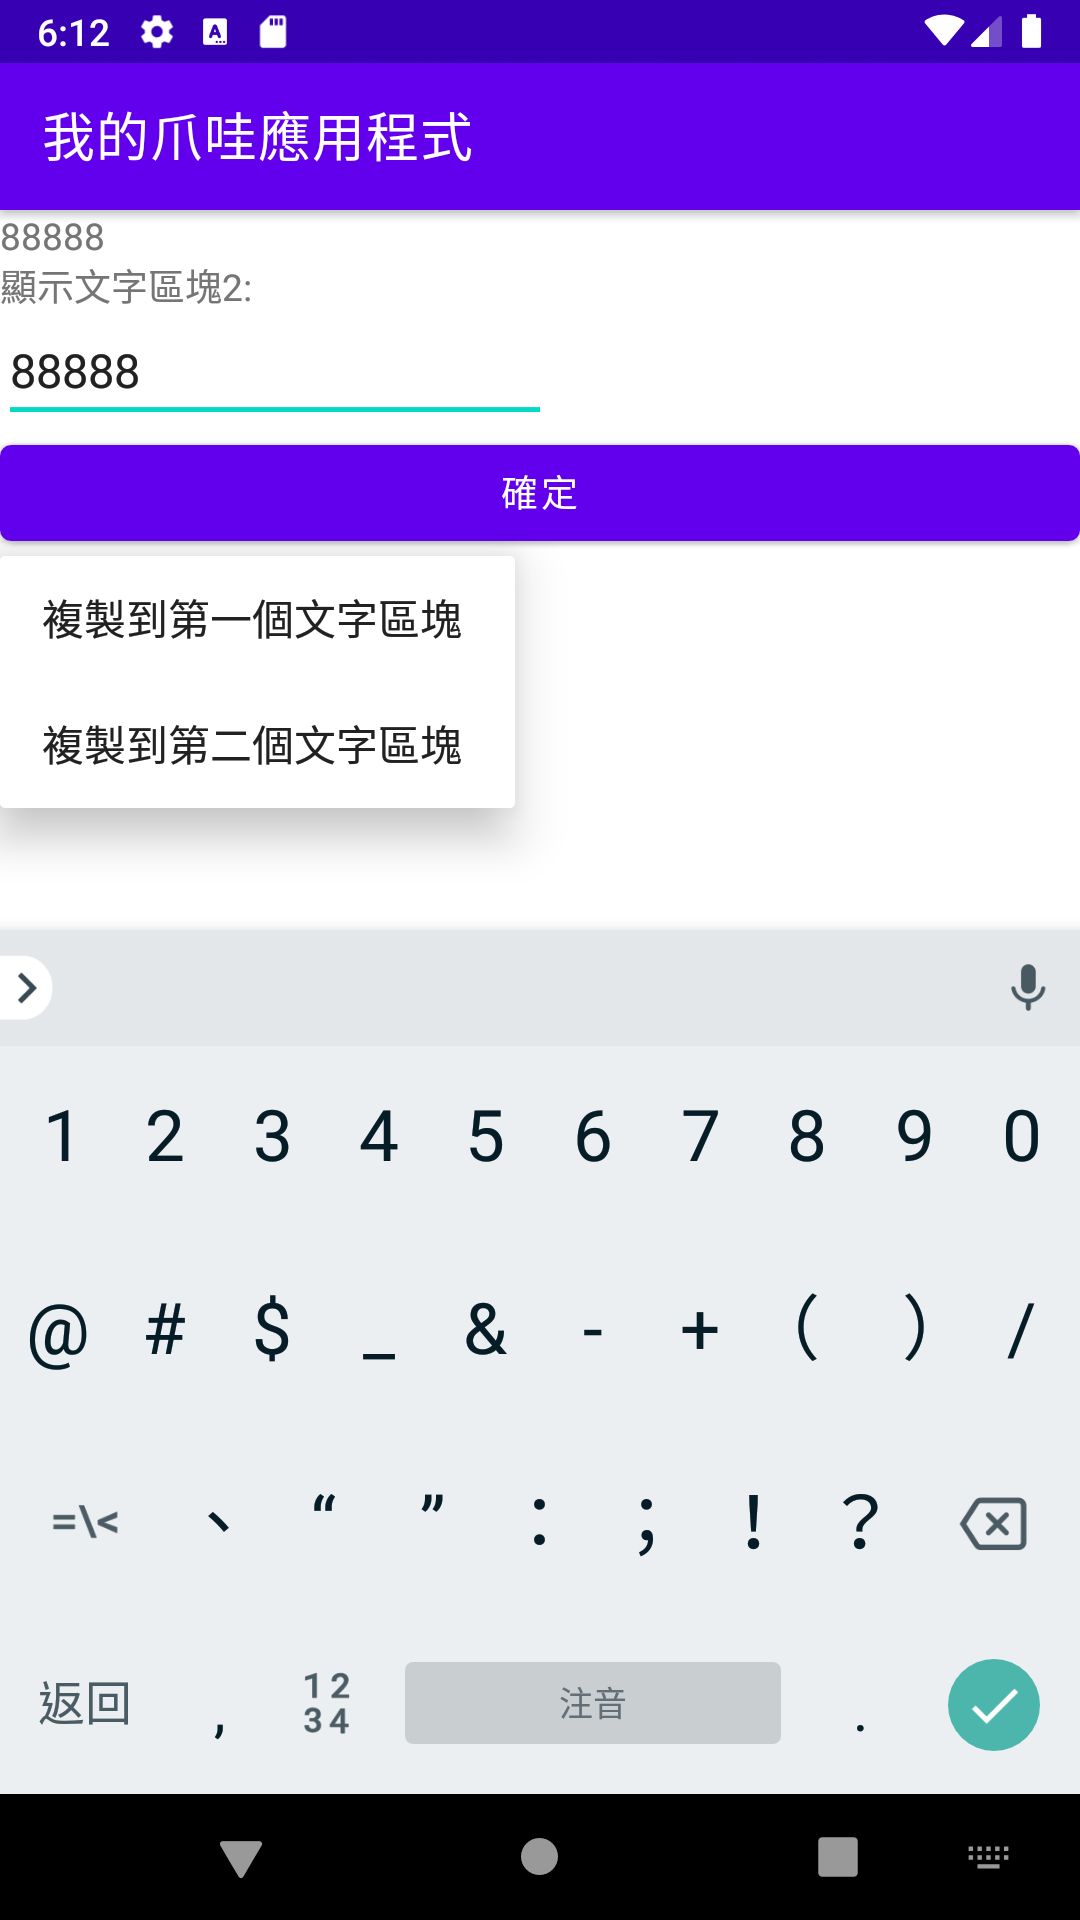 6:12
我的爪哇應用程式
88888
顯示文字區塊2:
88888
確定
複製到第一個文字區塊
複製到第二個文字區塊
1 2 3 4 5 6 7 8 9 0
@ # $ _ & - + ( ) /
=\< 、 “ ” : ; ! ?
返回 , 12 34 注音 .